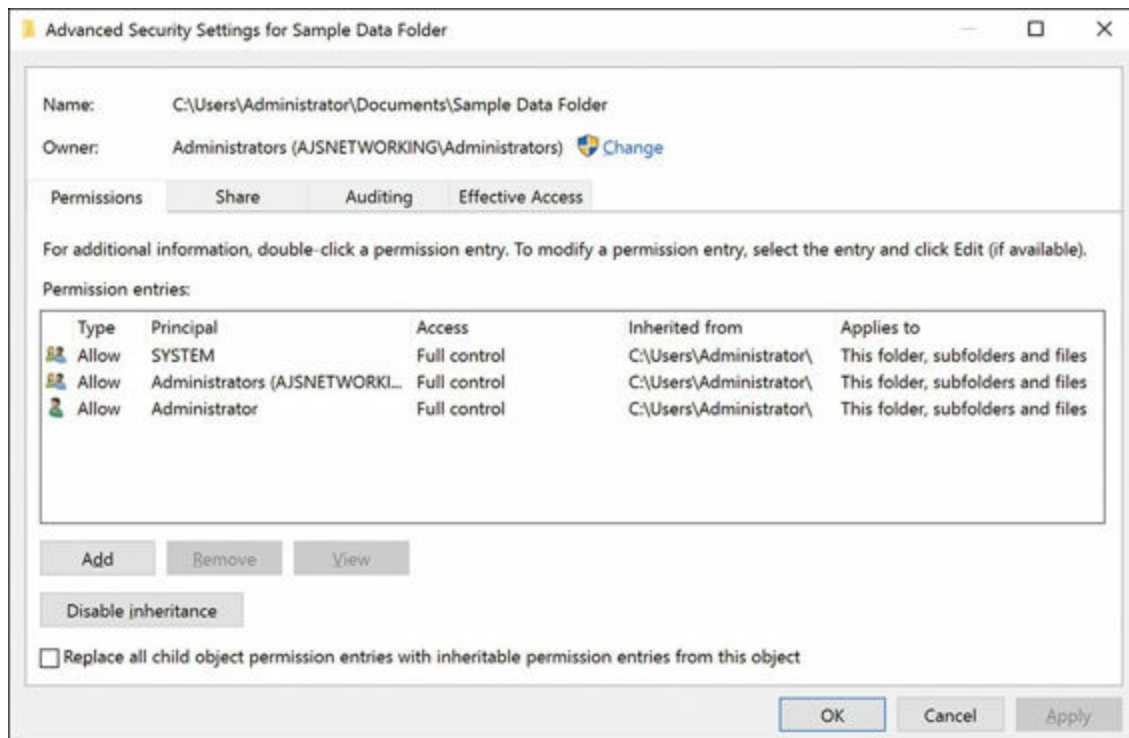 Advanced Security Settings for Sample Data Folder
Name: C:\Users\Administrator\Documents\Sample Data Folder
Owner: Administrators (AJSNETWORKING\Administrators) Change
Permissions Share Auditing Effective Access
For additional information, double-click a permission entry. To modify a permission entry, select the entry and click Edit (if available).
Permission entries:
Type Principal Access Inherited from Applies to
Allow SYSTEM Full control C:\Users\Administrator\ This folder, subfolders and files
Allow Administrators (AJSNETWORKI... Full control C:\Users\Administrator\ This folder, subfolders and files
Allow Administrator Full control C:\Users\Administrator\ This folder, subfolders and files
Add Remove View
Disable inheritance
Replace all child object permission entries with inheritable permission entries from this object
OK Cancel Apply